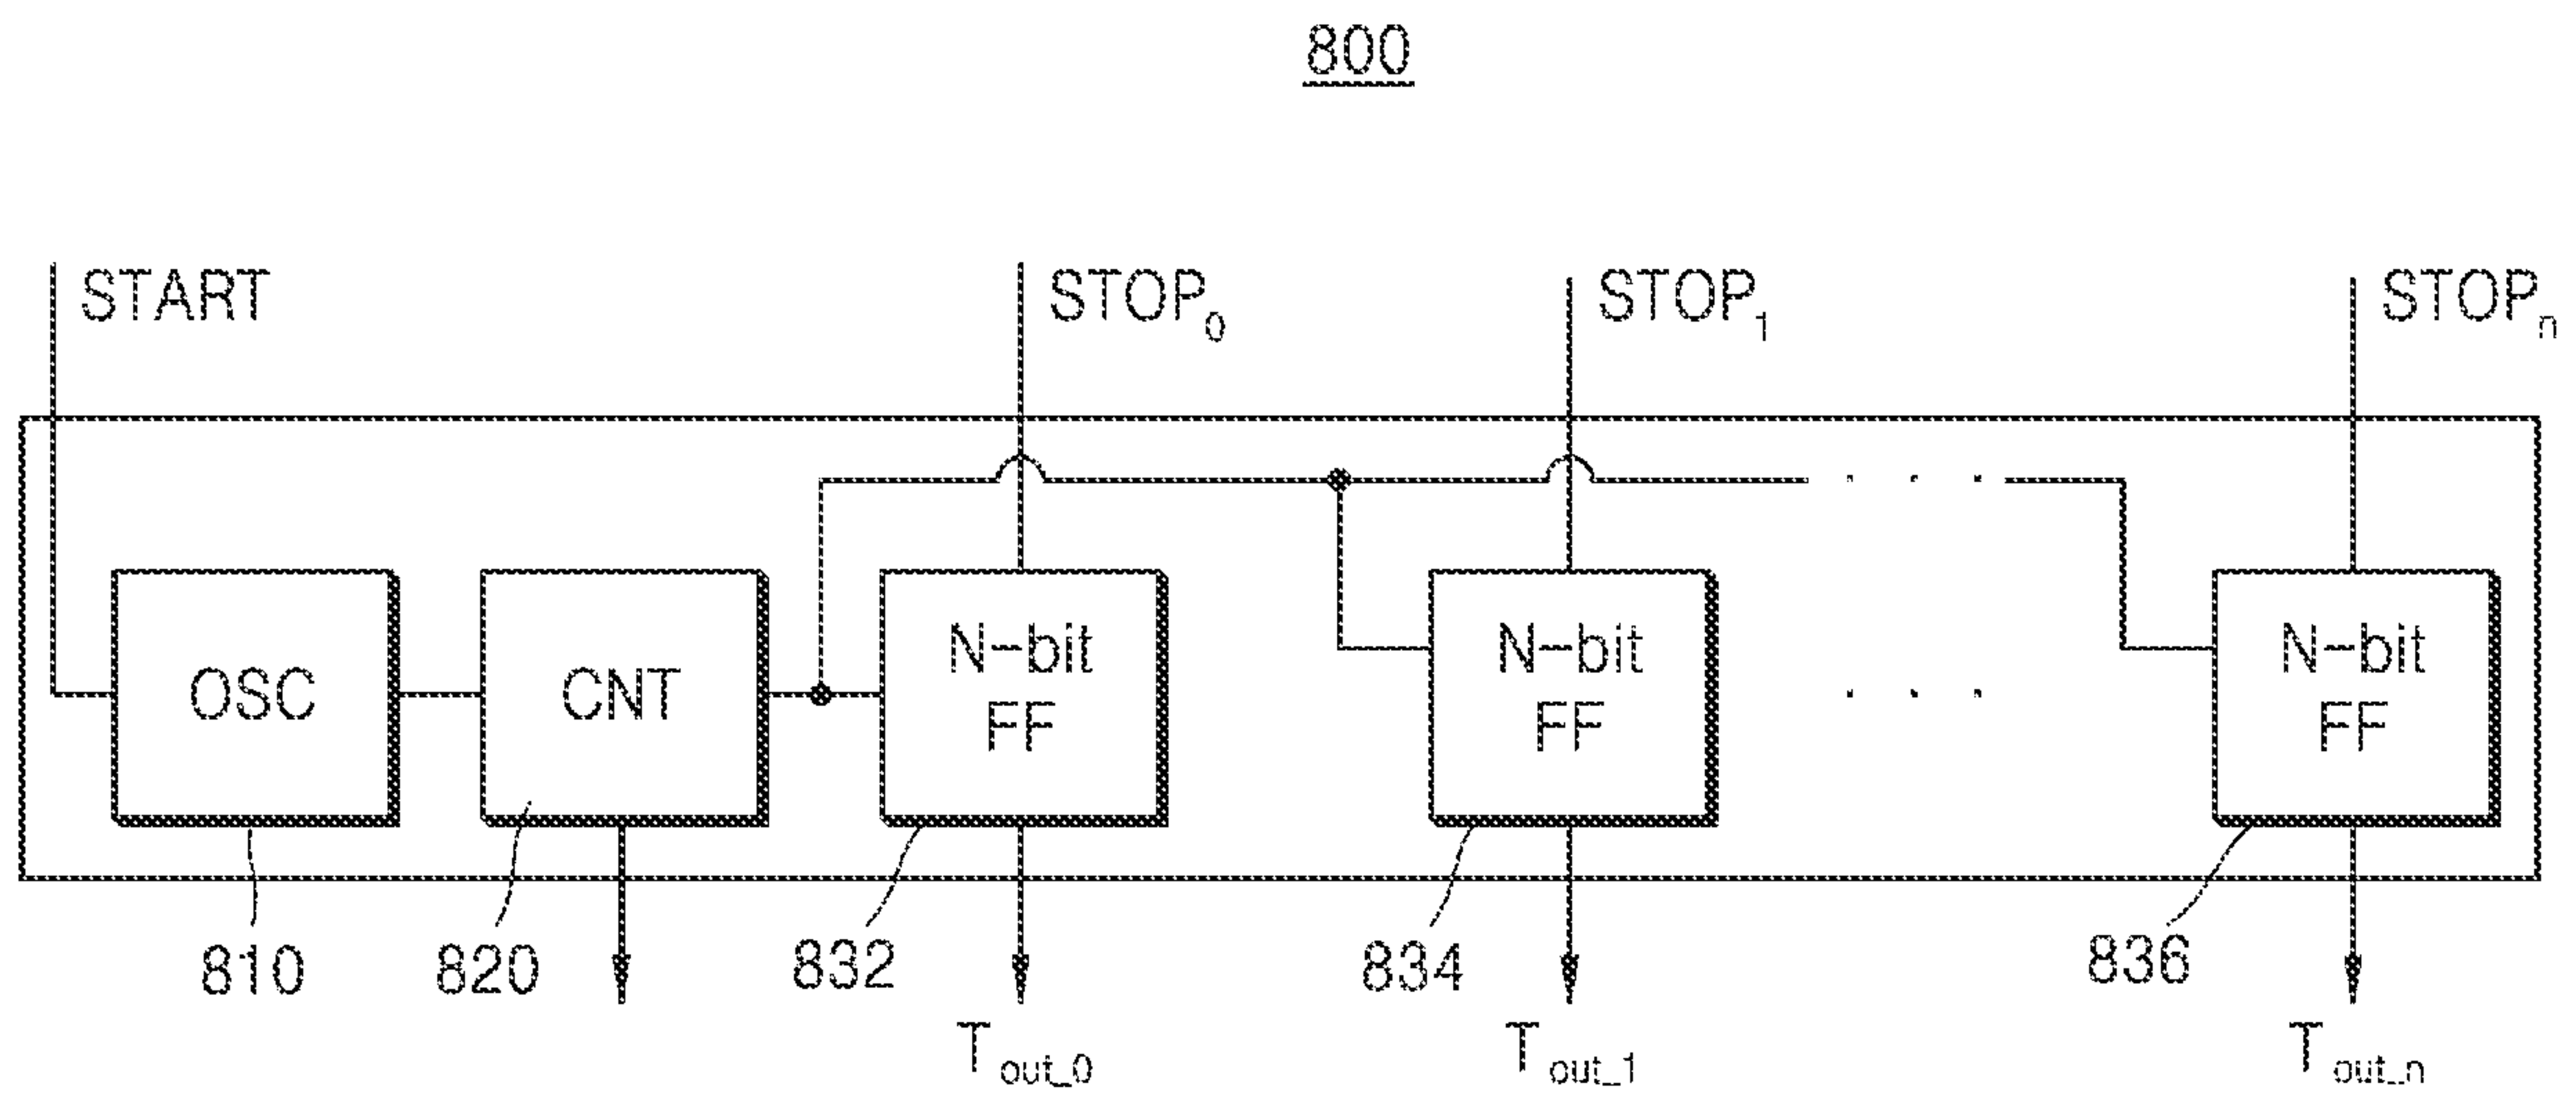 800
START
STOP0
STOP1
STOPn
OSC
CNT
N-bit
FF
N-bit
FF
N-bit
FF
810
820
832
834
836
Tout_0
Tout_1
Tout_n